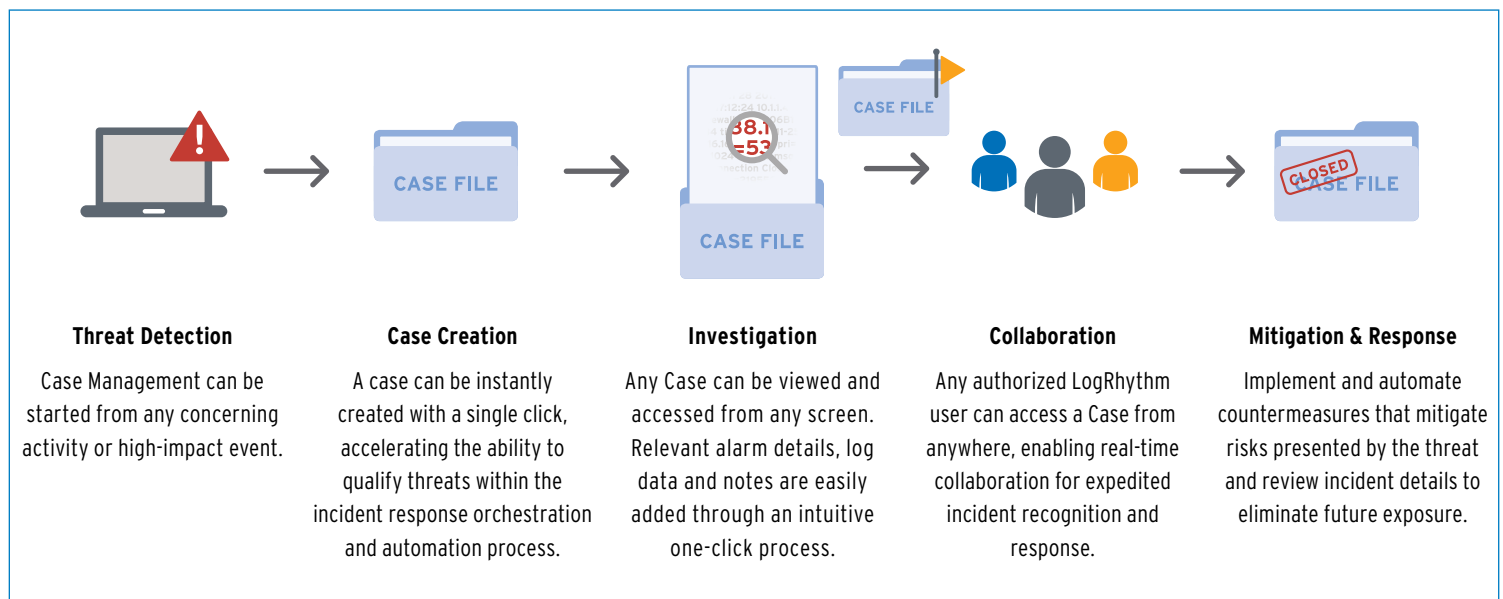 CASE FILE
CASE FILE
38.1
=53
CASE FILE
CASE FILE
CLOSED
Threat Detection
Case Management can be
started from any concerning
activity or high-impact event.
Case Creation
A case can be instantly
created with a single click,
accelerating the ability to
qualify threats within the
incident response orchestration
and automation process.
Investigation
Any Case can be viewed and
accessed from any screen.
Relevant alarm details, log
data and notes are easily
added through an intuitive
one-click process.
Collaboration
Any authorized LogRhythm
user can access a Case from
anywhere, enabling real-time
collaboration for expedited
incident recognition and
response.
Mitigation & Response
Implement and automate
countermeasures that mitigate
risks presented by the threat
and review incident details to
eliminate future exposure.